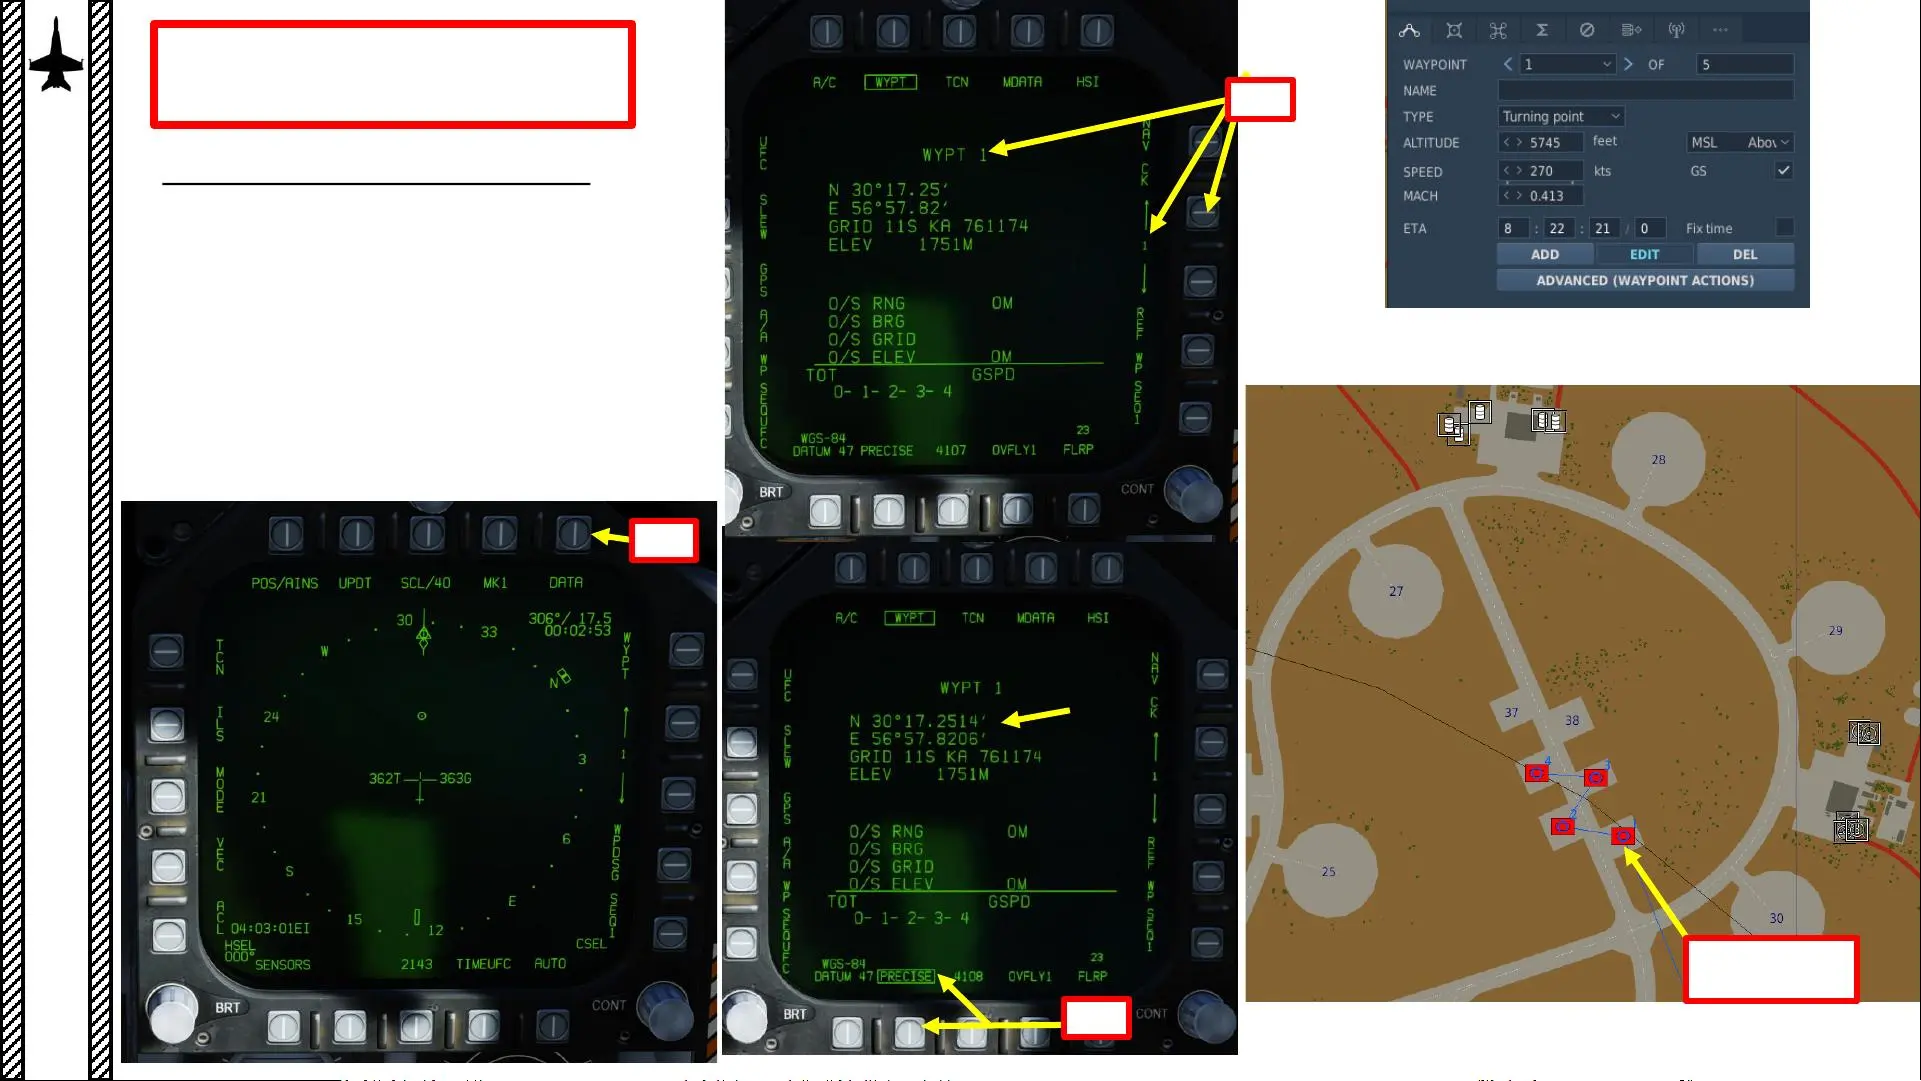 A/C WYPT TCN MDATA HSI
UFC
SLEW
GPS
A/A
WP
SEQUFC
WYPT 1
N 30°17.25′
E 56°57.82′
GRID 11S KA 761174
ELEV 1751M
O/S RNG 0M
O/S BRG
O/S GRID
O/S ELEV 0M
TOT GSPD
0- 1- 2- 3- 4
NAV CK
1
REF WP
SEQ1
WGS-84
DATUM 47 PRECISE 4107 OVFLY1
23
FLRP
BRT
CONT
WAYPOINT 1 OF 5
NAME
TYPE Turning point
ALTITUDE 5745 feet MSL Abov
SPEED 270 kts GS
MACH 0.413
ETA 8 : 22 : 21 / 0 Fix time
ADD EDIT DEL
ADVANCED (WAYPOINT ACTIONS)
POS/AINS UPDT SCL/40 MK1 DATA
306°/ 17.5
00:02:53
TCN
ILS
MODE
VEC
ACL
30
33
W
N
24
3
21
6
S
E
15
12
362T
363G
WYPT
1
WPDSG
SEQ1
04:03:01EI
HSEL
000°
CSEL
SENSORS 2143 TIMEUFC AUTO
BRT
CONT
A/C WYPT TCN MDATA HSI
UFC
SLEW
GPS
A/A
WP
SEQUFC
WYPT 1
N 30°17.2514′
E 56°57.8206′
GRID 11S KA 761174
ELEV 1751M
O/S RNG 0M
O/S BRG
O/S GRID
O/S ELEV 0M
TOT GSPD
0- 1- 2- 3- 4
NAV CK
1
REF WP
SEQ1
WGS-84
DATUM 47 PRECISE 4108 OVFLY1
23
FLRP
BRT
CONT
28
27
29
37
38
4
3
2
25
30